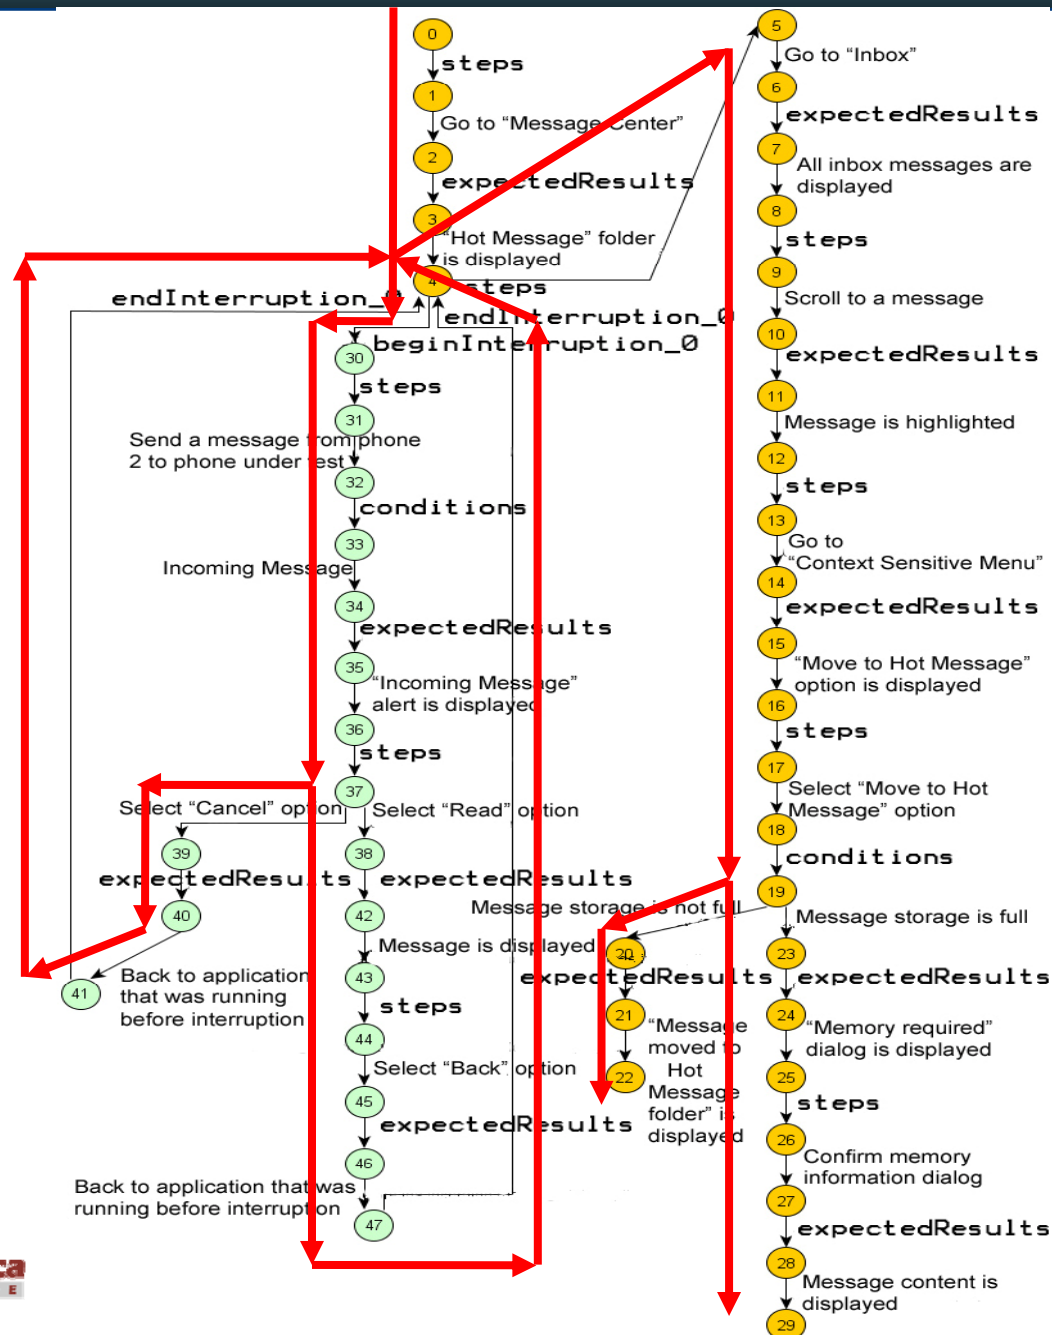 0
steps
1
Go to “Message Center”
2
expectedResults
3
“Hot Message” folder
is displayed
4
steps
endInterruption_0
endInterruption_0
beginInterruption_0
30
steps
31
Send a message from phone
2 to phone under test
32
conditions
33
Incoming Message
34
expectedResults
35
“Incoming Message”
alert is displayed
36
steps
37
Select “Cancel” option
Select “Read” option
39
38
expectedResults
expectedResults
40
42
Message is displayed
41
Back to application
that was running
before interruption
43
steps
44
Select “Back” option
45
expectedResults
46
Back to application that was
running before interruption
47
5
Go to “Inbox”
6
expectedResults
7
All inbox messages are
displayed
8
steps
9
Scroll to a message
10
expectedResults
11
Message is highlighted
12
steps
13
Go to
“Context Sensitive Menu”
14
expectedResults
15
“Move to Hot Message”
option is displayed
16
steps
17
Select “Move to Hot
Message” option
18
conditions
19
Message storage is not full
Message storage is full
20
expectedResults
21
“Message
moved to
Hot
Message
folder” is
displayed
22
23
expectedResults
24
“Memory required”
dialog is displayed
25
steps
26
Confirm memory
information dialog
27
expectedResults
28
Message content is
displayed
29